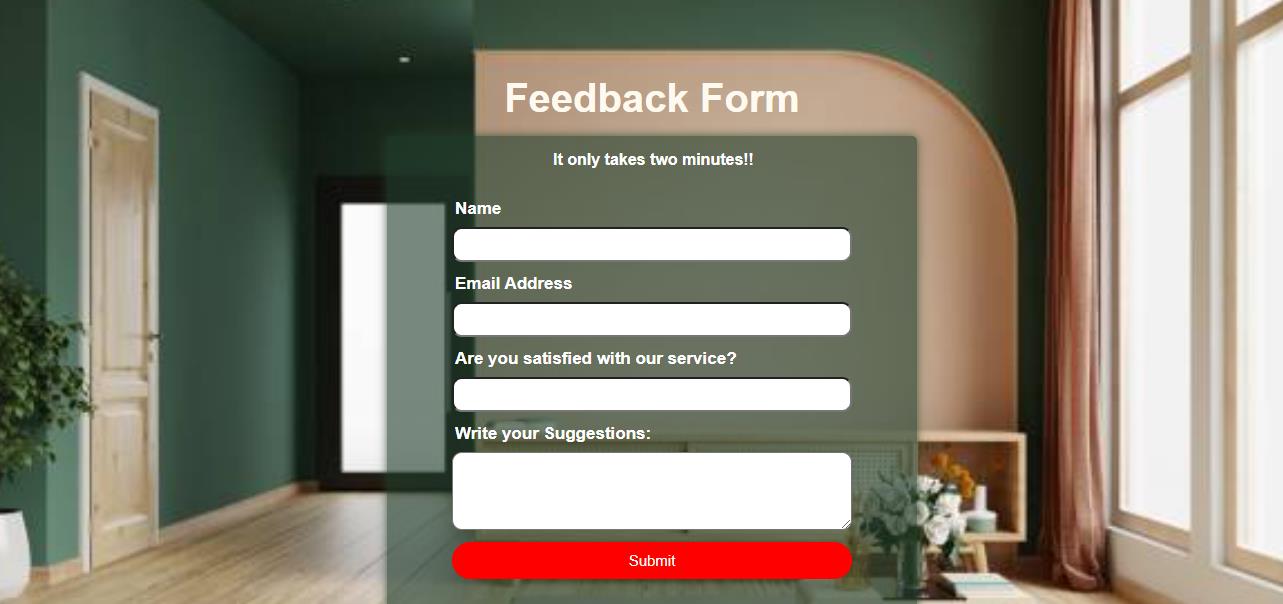 Feedback Form
It only takes two minutes!!
Name
Email Address
Are you satisfied with our service?
Write your Suggestions:
Submit